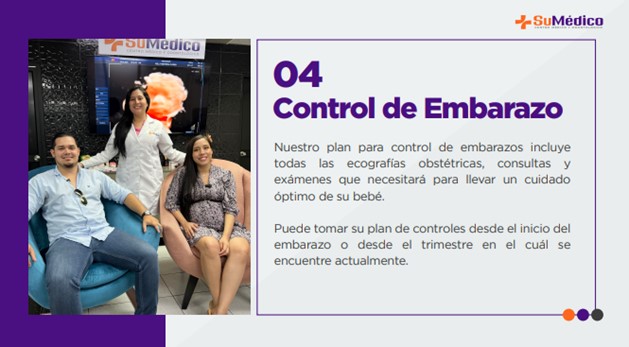 SuMédico
SuMédico
04
Control de Embarazo
Nuestro plan para control de embarazos incluye
todas las ecografías obstétricas, consultas y
exámenes que necesitará para llevar un cuidado
óptimo de su bebé.
Puede tomar su plan de controles desde el inicio del
embarazo o desde el trimestre en el cuál se
encuentre actualmente.